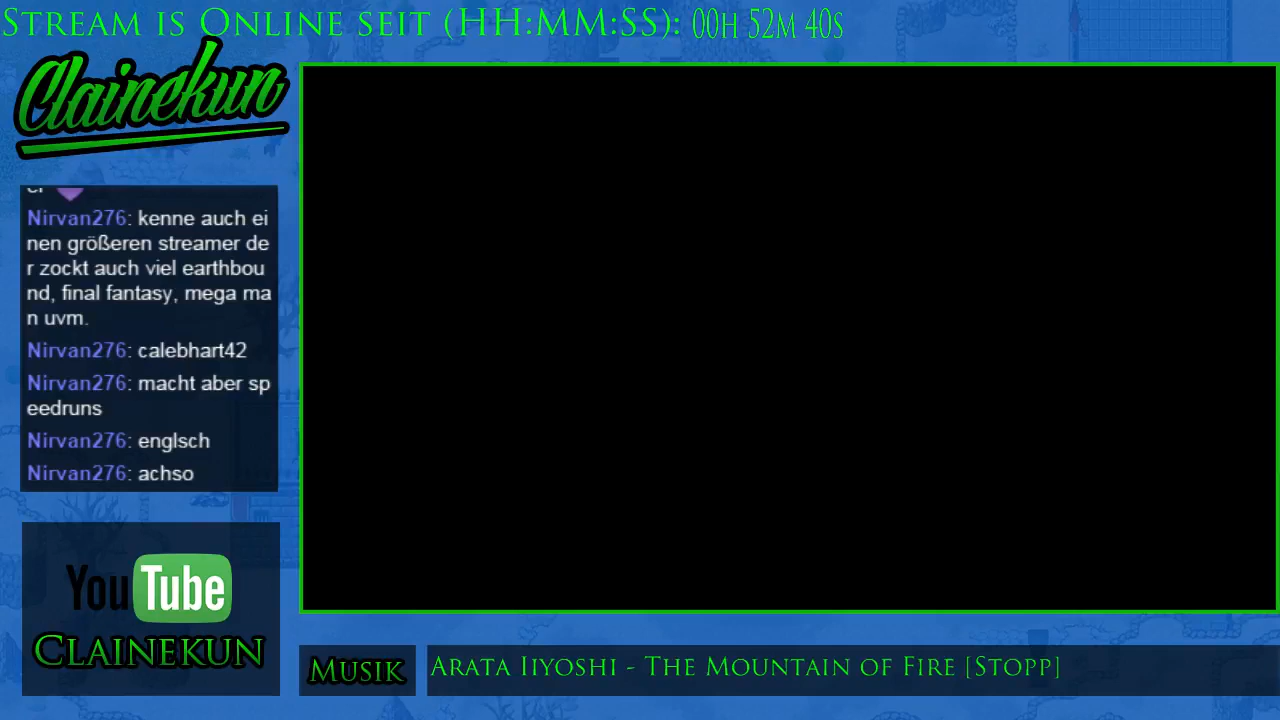 Stream is Online seit (HH:MM:SS): 00h 52m 40s
Clainekun
er
Nirvan276: kenne auch ei
nen größeren streamer de
r zockt auch viel earthbou
nd, final fantasy, mega ma
n uvm.
Nirvan276: calebhart42
Nirvan276: macht aber sp
eedruns
Nirvan276: englsch
Nirvan276: achso
YouTube
Clainekun
Musik
Arata Iiyoshi - The Mountain of Fire [Stopp]